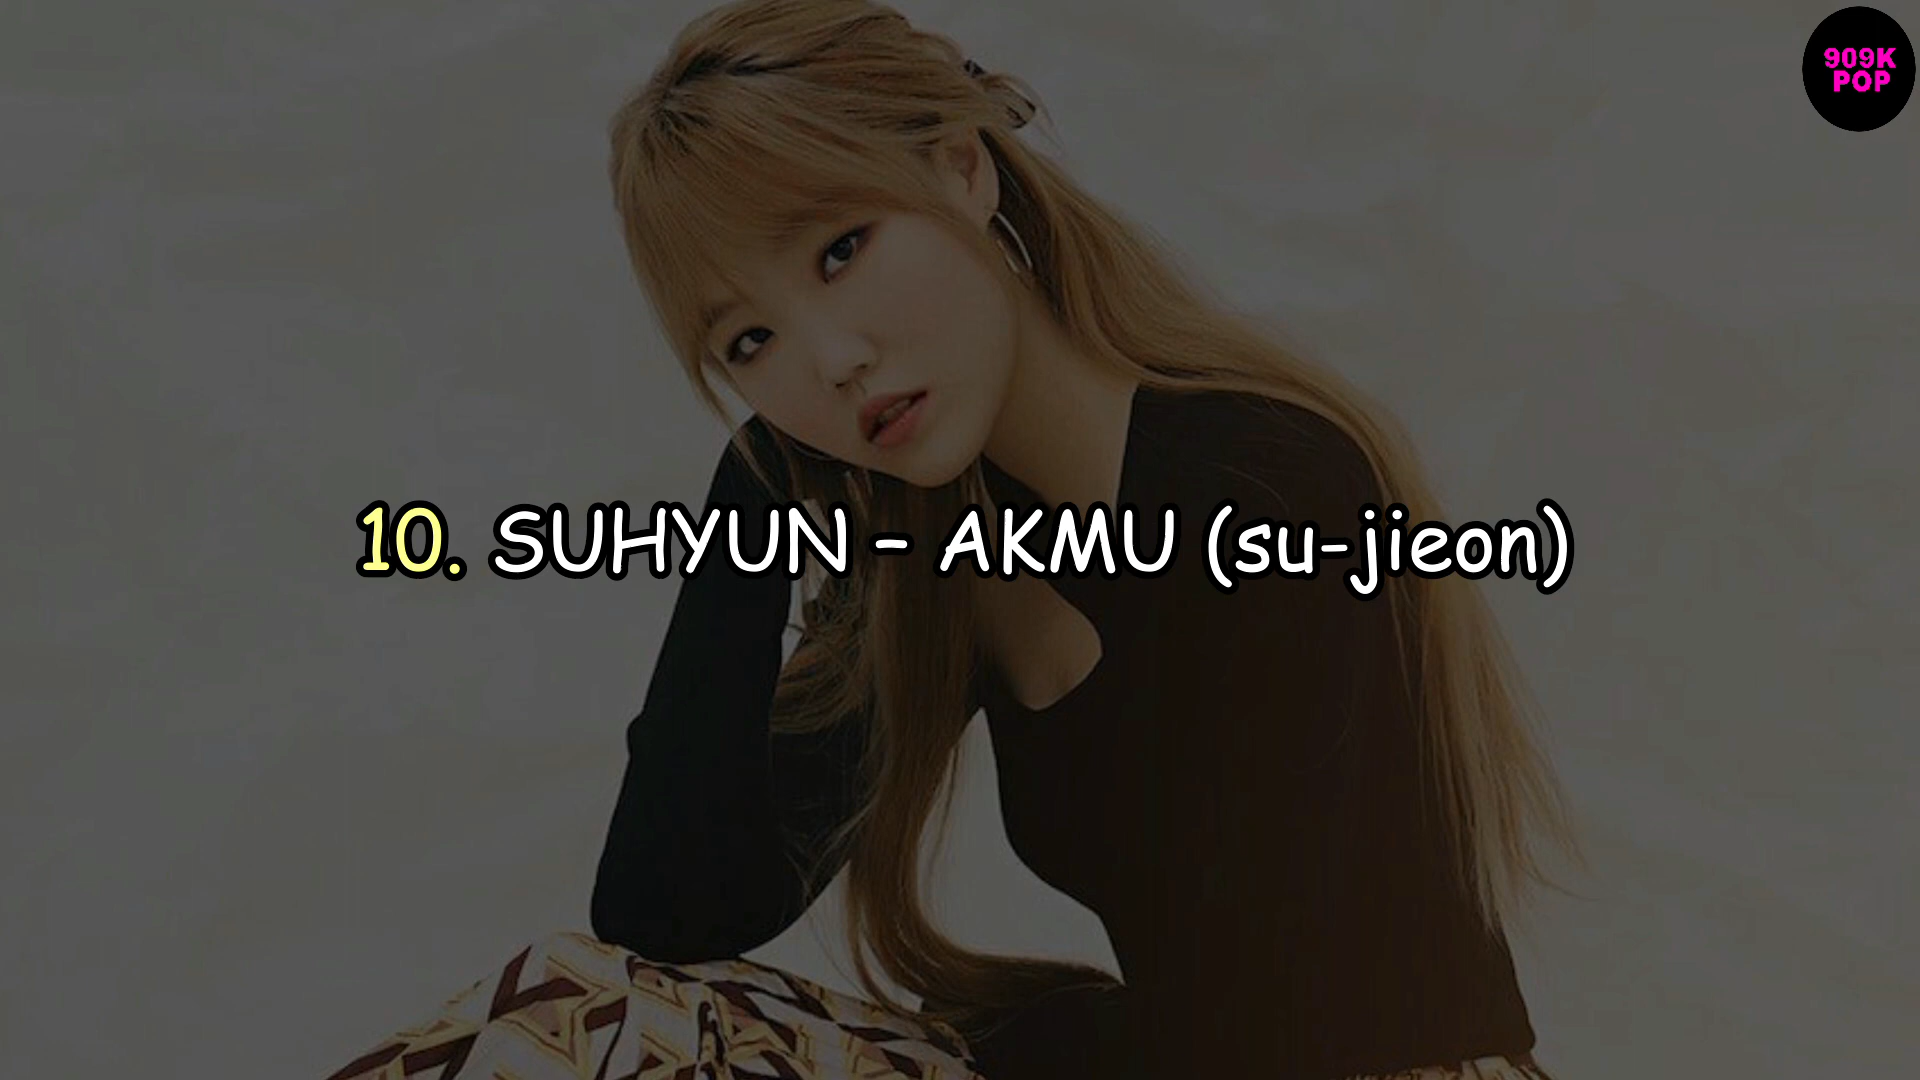 909K
POP
10. SUHYUN – AKMU (su-jieon)